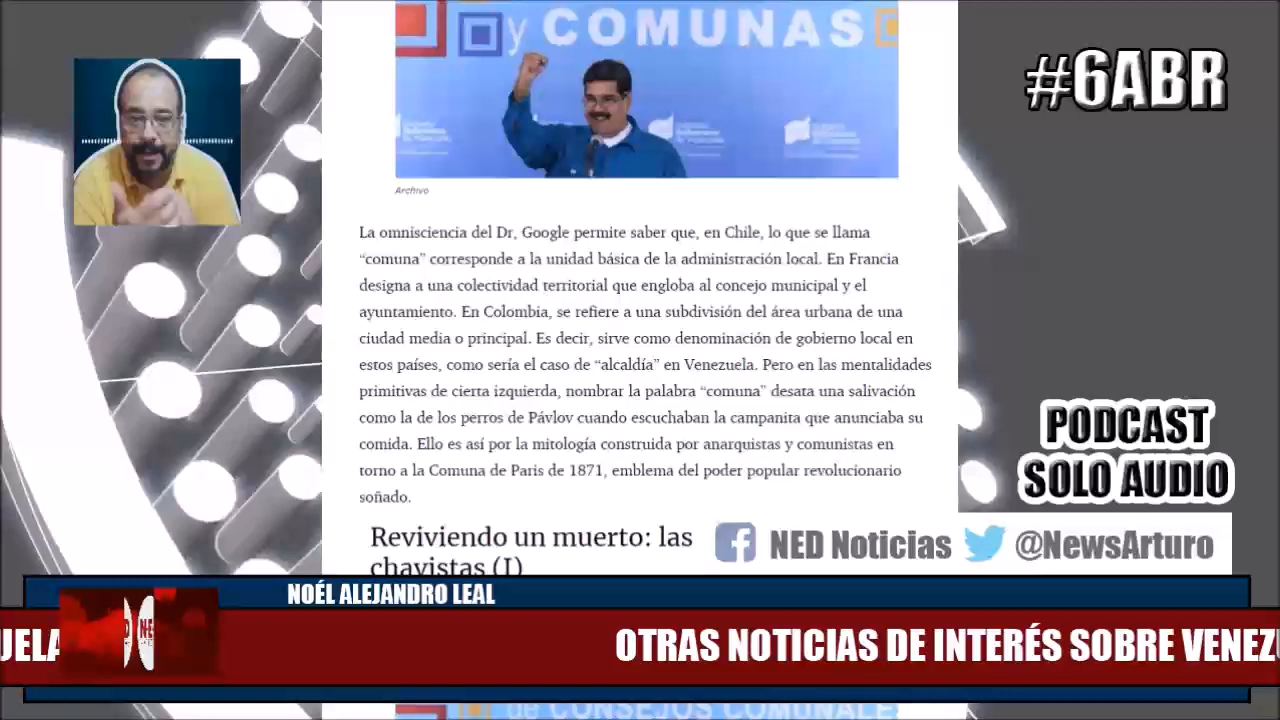 y COMUNAS
#6ABR
Archivo
La omnisciencia del Dr, Google permite saber que, en Chile, lo que se llama
“comuna” corresponde a la unidad básica de la administración local. En Francia
designa a una colectividad territorial que engloba al concejo municipal y el
ayuntamiento. En Colombia, se refiere a una subdivisión del área urbana de una
ciudad media o principal. Es decir, sirve como denominación de gobierno local en
estos países, como sería el caso de “alcaldía” en Venezuela. Pero en las mentalidades
primitivas de cierta izquierda, nombrar la palabra “comuna” desata una salivación
como la de los perros de Pávlov cuando escuchaban la campanita que anunciaba su
comida. Ello es así por la mitología construida por anarquistas y comunistas en
torno a la Comuna de Paris de 1871, emblema del poder popular revolucionario
soñado.
PODCAST
SOLO AUDIO
Reviviendo un muerto: las
chavistas (I)
NED Noticias @NewsArturo
NOÉL ALEJANDRO LEAL
UELA OTRAS NOTICIAS DE INTERÉS SOBRE VENEZU
de CONSEJOS COMUNALE